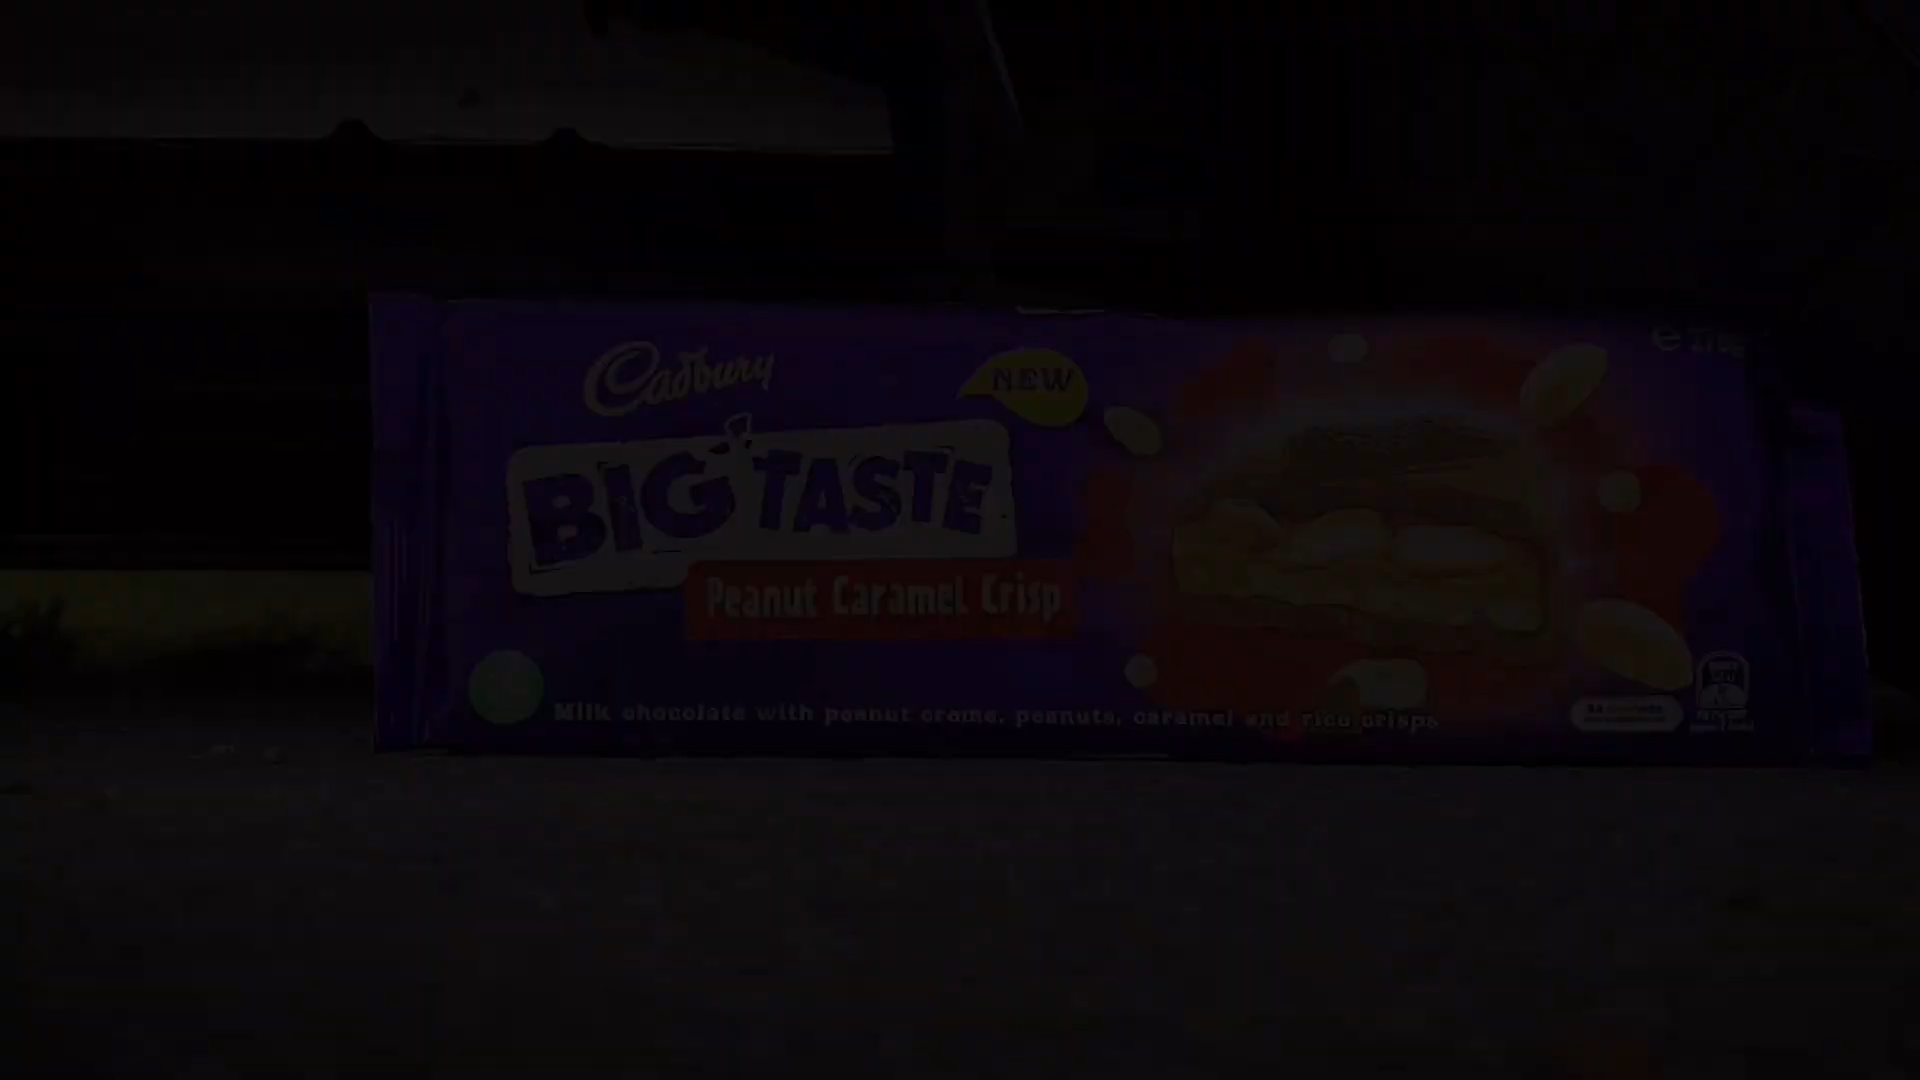 Cadbury
NEW
BIG TASTE
Peanut Caramel Crisp
Milk chocolate with peanut creme, peanuts, caramel and rice crisps